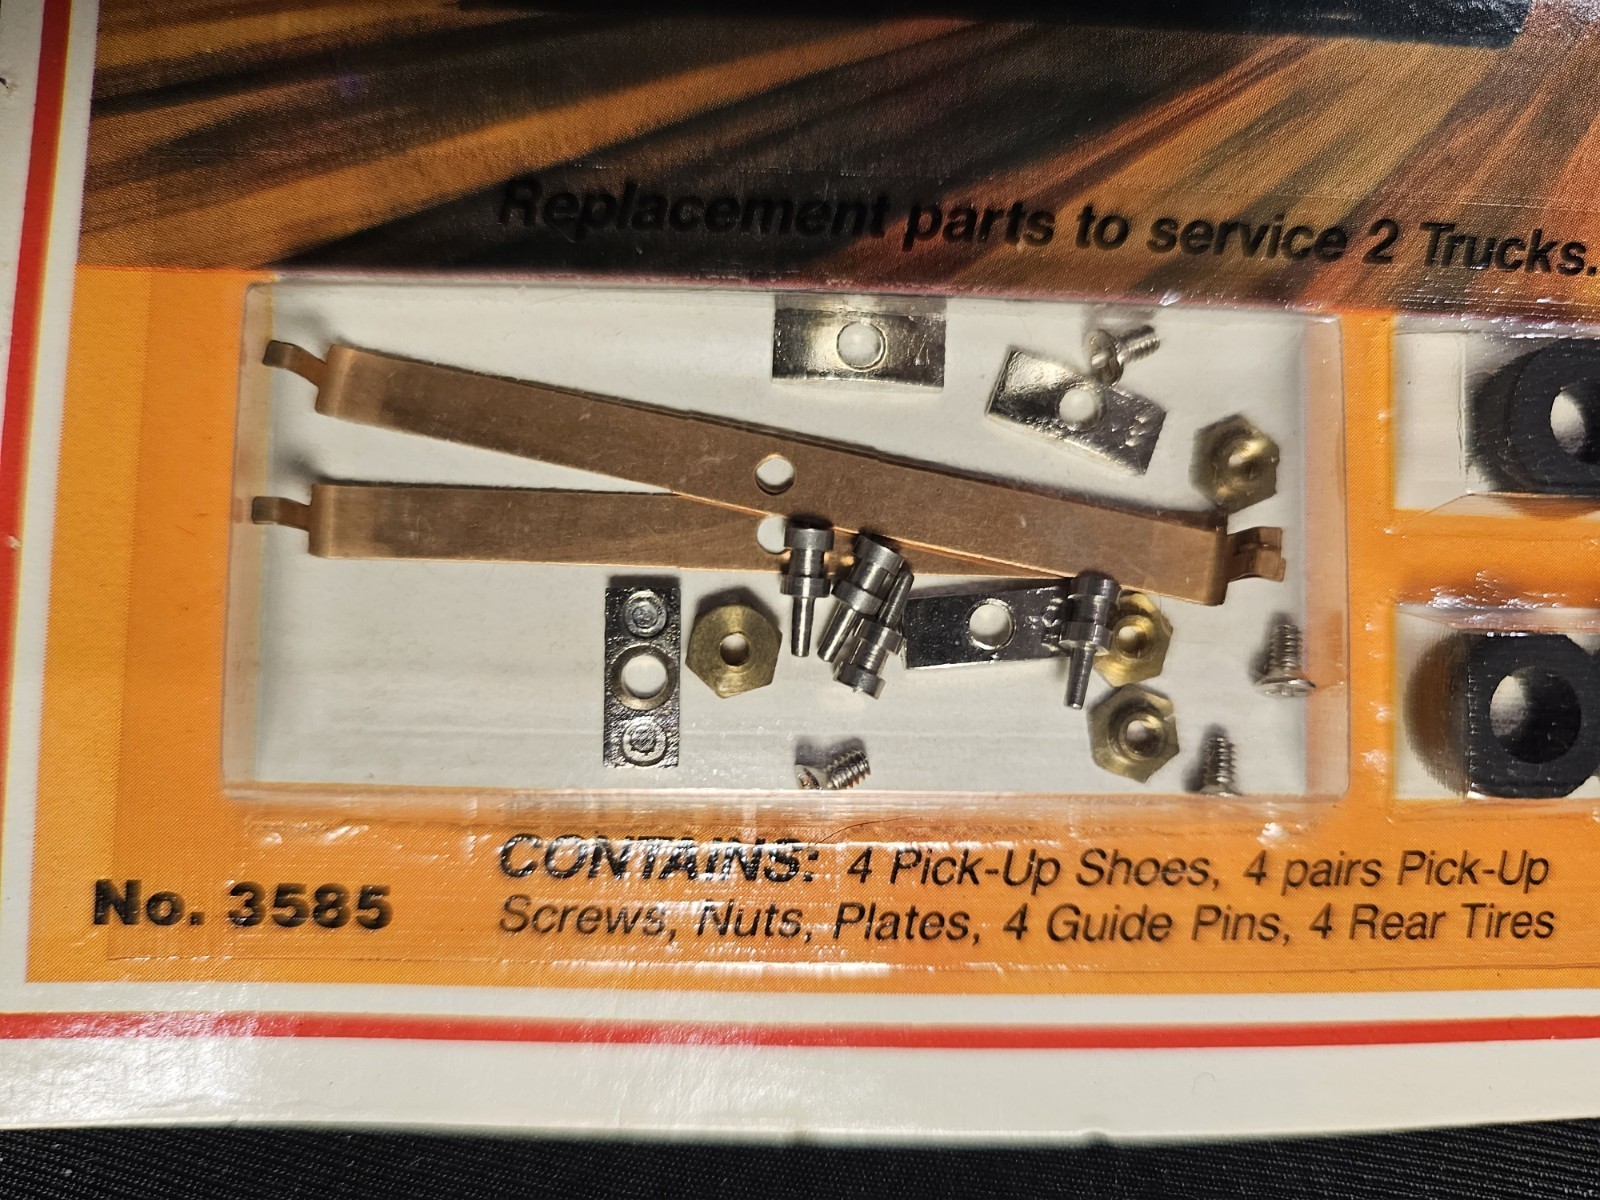 Replacement parts to service 2 Trucks.
No. 3585
CONTAINS: 4 Pick-Up Shoes, 4 pairs Pick-Up
Screws, Nuts, Plates, 4 Guide Pins, 4 Rear Tires